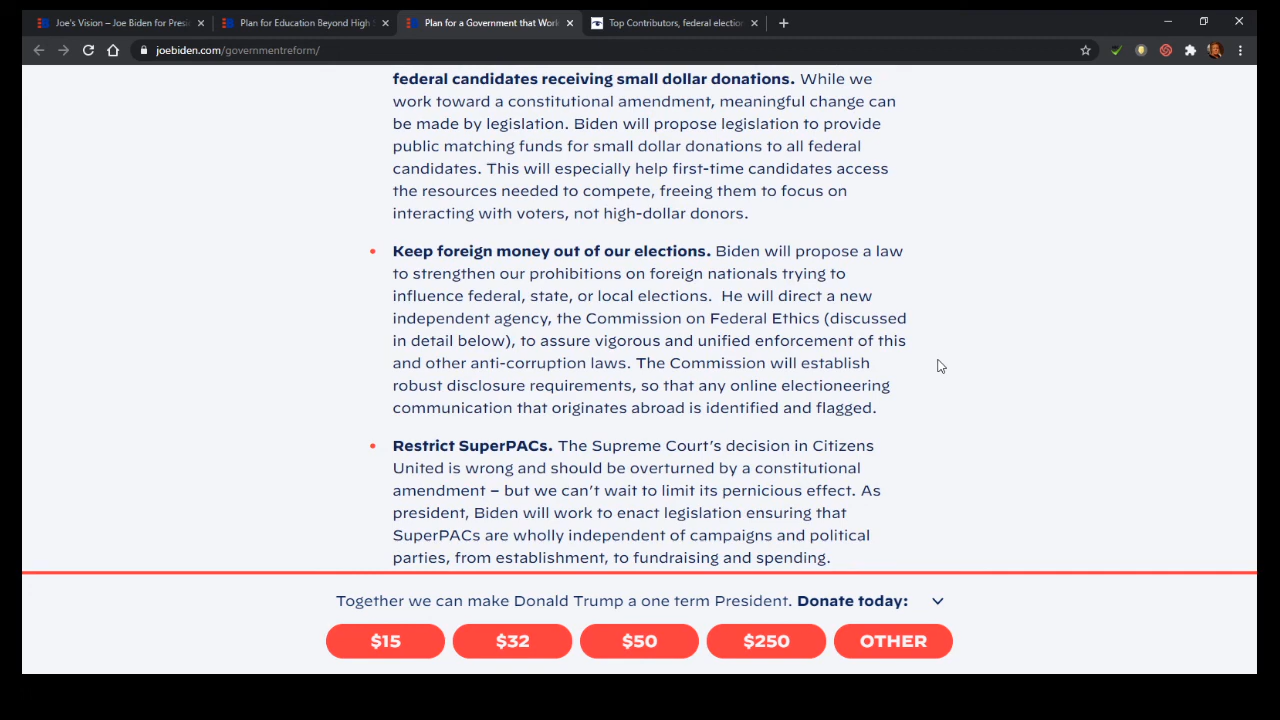 Joe's Vision – Joe Biden for Presi
Plan for Education Beyond High S
Plan for a Government that Work
Top Contributors, federal election
joebiden.com/governmentreform/
federal candidates receiving small dollar donations. While we
work toward a constitutional amendment, meaningful change can
be made by legislation. Biden will propose legislation to provide
public matching funds for small dollar donations to all federal
candidates. This will especially help first-time candidates access
the resources needed to compete, freeing them to focus on
interacting with voters, not high-dollar donors.
• Keep foreign money out of our elections. Biden will propose a law
to strengthen our prohibitions on foreign nationals trying to
influence federal, state, or local elections. He will direct a new
independent agency, the Commission on Federal Ethics (discussed
in detail below), to assure vigorous and unified enforcement of this
and other anti-corruption laws. The Commission will establish
robust disclosure requirements, so that any online electioneering
communication that originates abroad is identified and flagged.
• Restrict SuperPACs. The Supreme Court's decision in Citizens
United is wrong and should be overturned by a constitutional
amendment – but we can't wait to limit its pernicious effect. As
president, Biden will work to enact legislation ensuring that
SuperPACs are wholly independent of campaigns and political
parties, from establishment, to fundraising and spending.
Together we can make Donald Trump a one term President. Donate today:
$15 $32 $50 $250 OTHER